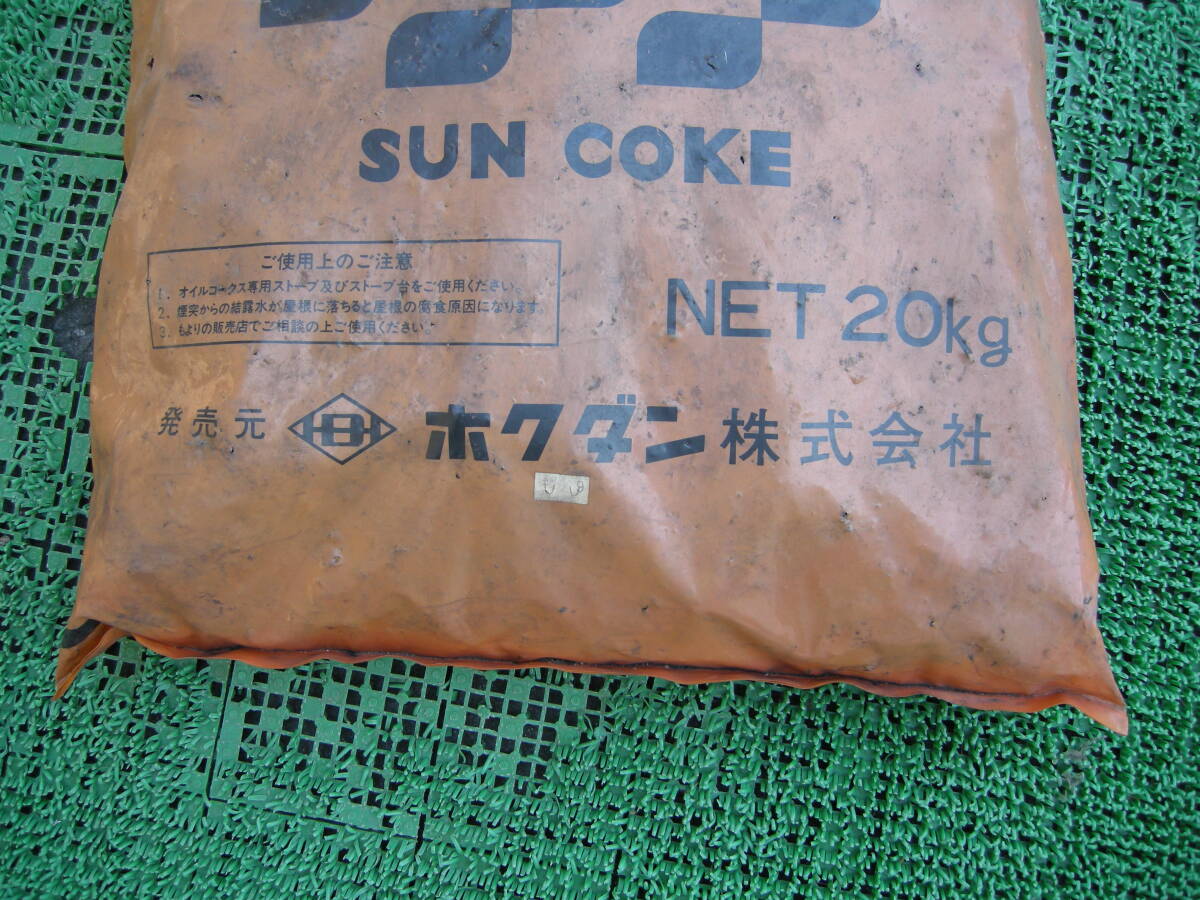 SUN COKE
ご使用上のご注意
1. オイルコークス専用ストーブ及びストーブ台をご使用ください。
2. 煙突からの結露水が屋根に落ちると屋根の腐食原因になります。
3. もよりの販売店でご相談の上ご使用ください。
NET 20kg
発売元 ホクダン株式会社